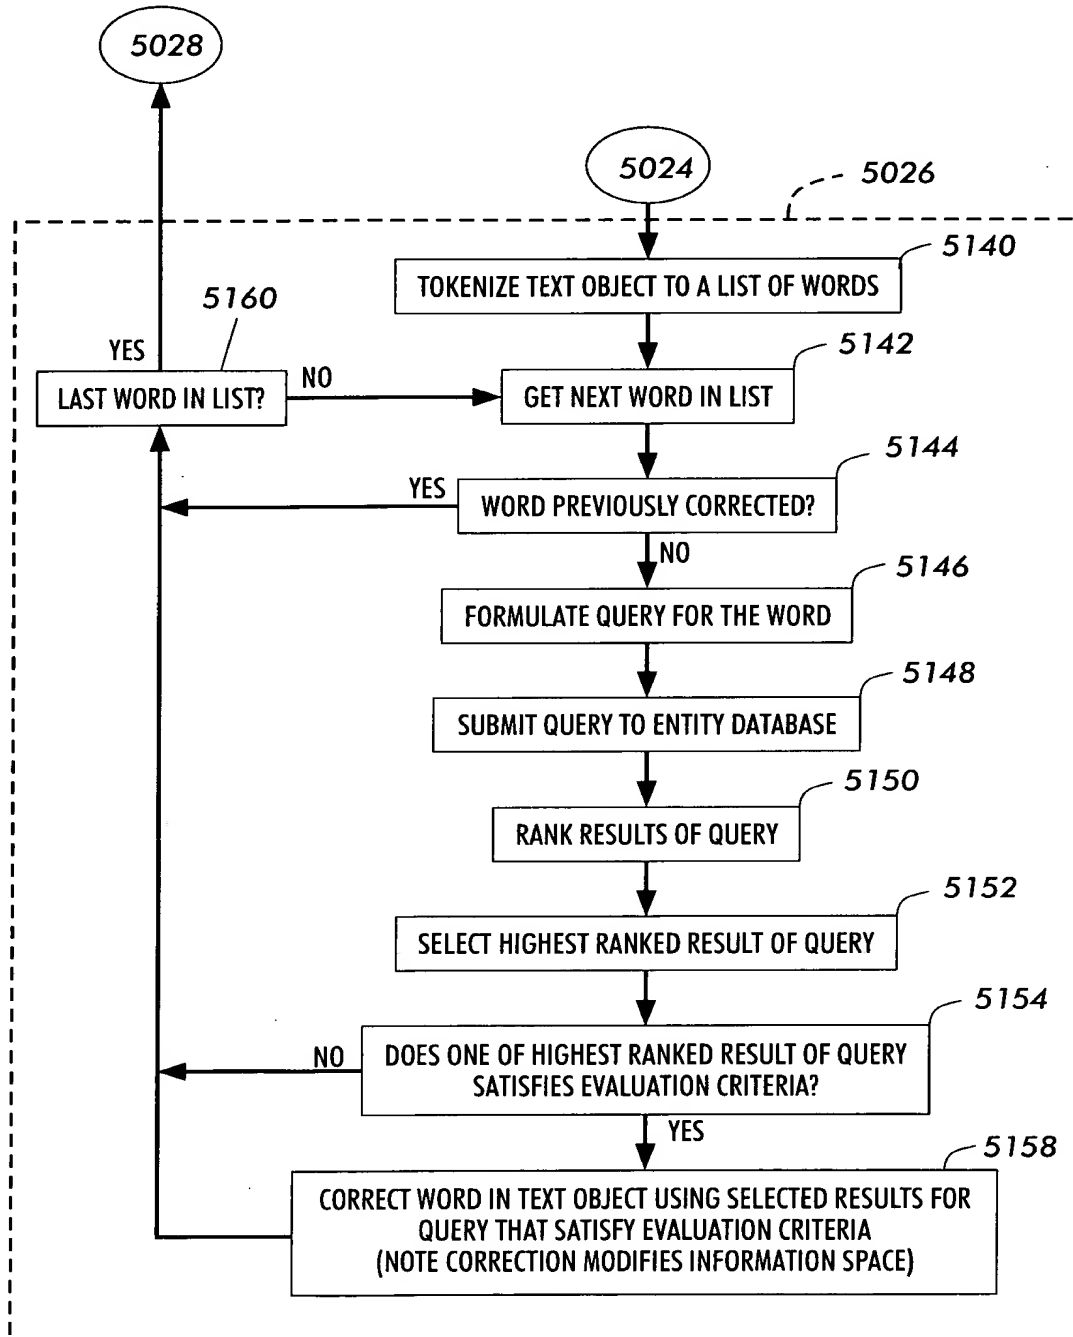 5028
5024
5026
5140
TOKENIZE TEXT OBJECT TO A LIST OF WORDS
5160
YES
5142
LAST WORD IN LIST?
NO
GET NEXT WORD IN LIST
5144
YES
WORD PREVIOUSLY CORRECTED?
NO
5146
FORMULATE QUERY FOR THE WORD
5148
SUBMIT QUERY TO ENTITY DATABASE
5150
RANK RESULTS OF QUERY
5152
SELECT HIGHEST RANKED RESULT OF QUERY
5154
NO
DOES ONE OF HIGHEST RANKED RESULT OF QUERY
SATISFIES EVALUATION CRITERIA?
YES
5158
CORRECT WORD IN TEXT OBJECT USING SELECTED RESULTS FOR
QUERY THAT SATISFY EVALUATION CRITERIA
(NOTE CORRECTION MODIFIES INFORMATION SPACE)